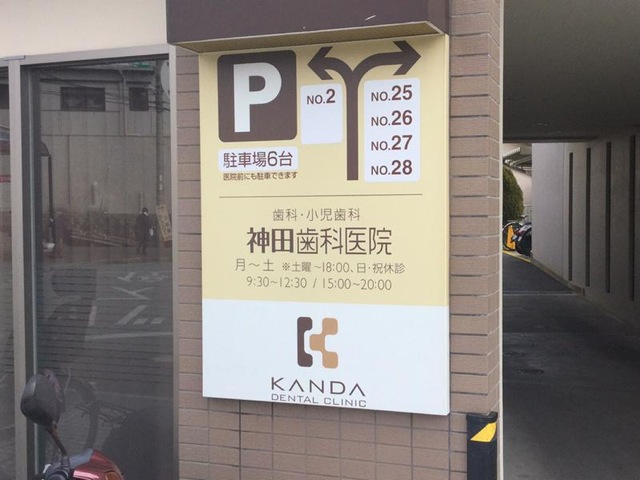 P
NO.2
NO.25
NO.26
NO.27
NO.28
駐車場6台
医院前にも駐車できます
歯科・小児歯科
神田歯科医院
月〜土 ※土曜〜18:00、日・祝休診
9:30〜12:30 / 15:00〜20:00
KANDA
DENTAL CLINIC